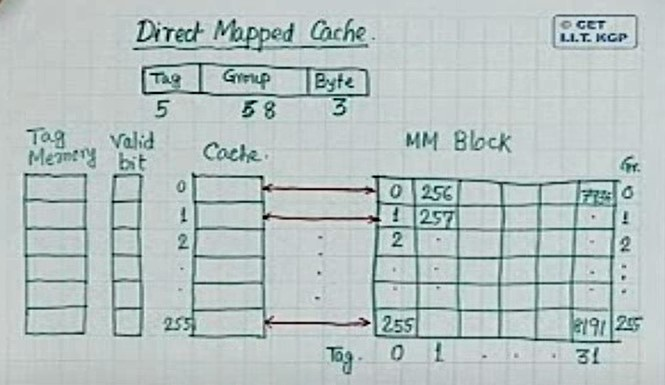 Direct Mapped Cache.
© CET
I.I.T. KGP
Tag Group Byte
5 8 3
Tag Memory Valid bit Cache. MM Block Gr.
0 0 256 0
1 1 257 . 1
2 . 2 . 2
. . . . . :
. . . . . :
255 255 8191 255
Tag. 0 1 . . . 31